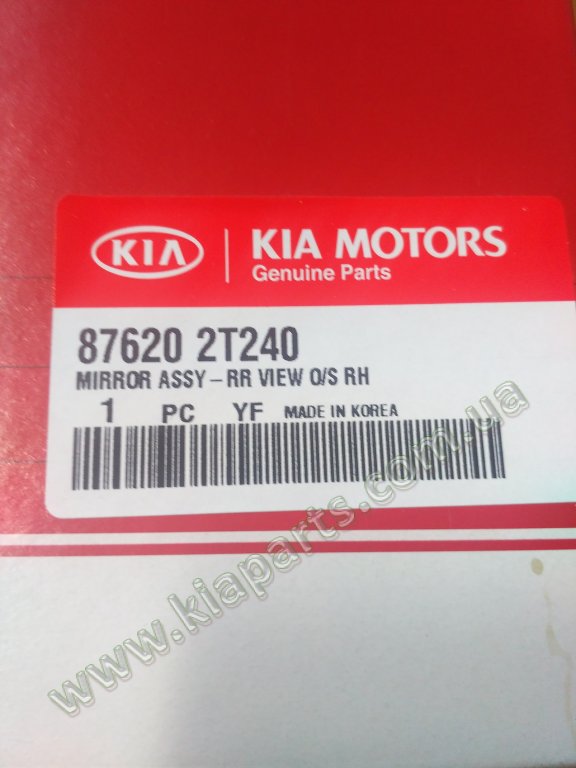 KIA
KIA MOTORS
Genuine Parts
87620 2T240
MIRROR ASSY-RR VIEW O/S RH
1 PC YF MADE IN KOREA
www.kiaparts.com.ua